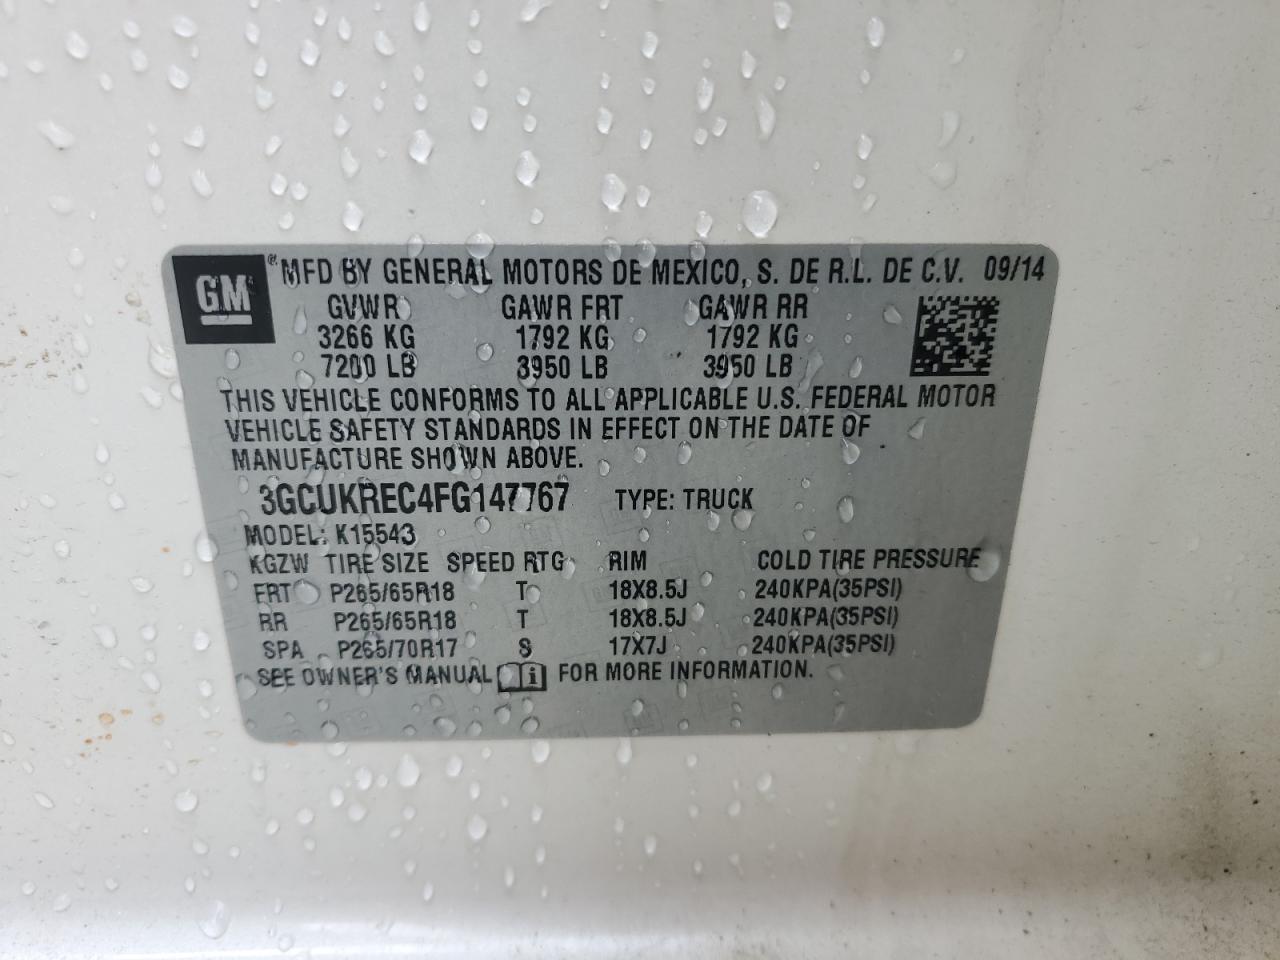 GM ® MFD BY GENERAL MOTORS DE MEXICO, S. DE R.L. DE C.V. 09/14
GVWR GAWR FRT GAWR RR
3266 KG 1792 KG 1792 KG
7200 LB 3950 LB 3950 LB
THIS VEHICLE CONFORMS TO ALL APPLICABLE U.S. FEDERAL MOTOR
VEHICLE SAFETY STANDARDS IN EFFECT ON THE DATE OF
MANUFACTURE SHOWN ABOVE.
3GCUKREC4FG147767 TYPE: TRUCK
MODEL: K15543
KGZW TIRE SIZE SPEED RTG RIM COLD TIRE PRESSURE
FRT P265/65R18 T 18X8.5J 240KPA(35PSI)
RR P265/65R18 T 18X8.5J 240KPA(35PSI)
SPA P265/70R17 S 17X7J 240KPA(35PSI)
SEE OWNER'S MANUAL i FOR MORE INFORMATION.